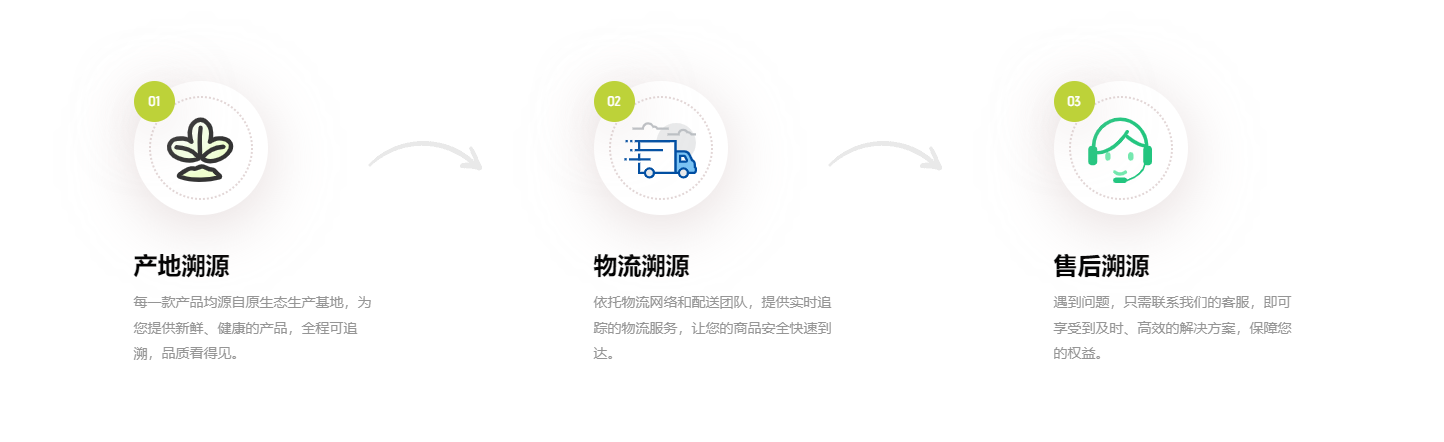 01
产地溯源
每一款产品均源自原生态生产基地，为
您提供新鲜、健康的产品，全程可追
溯，品质看得见。
02
物流溯源
依托物流网络和配送团队，提供实时追
踪的物流服务，让您的商品安全快速到
达。
03
售后溯源
遇到问题，只需联系我们的客服，即可
享受到及时、高效的解决方案，保障您
的权益。